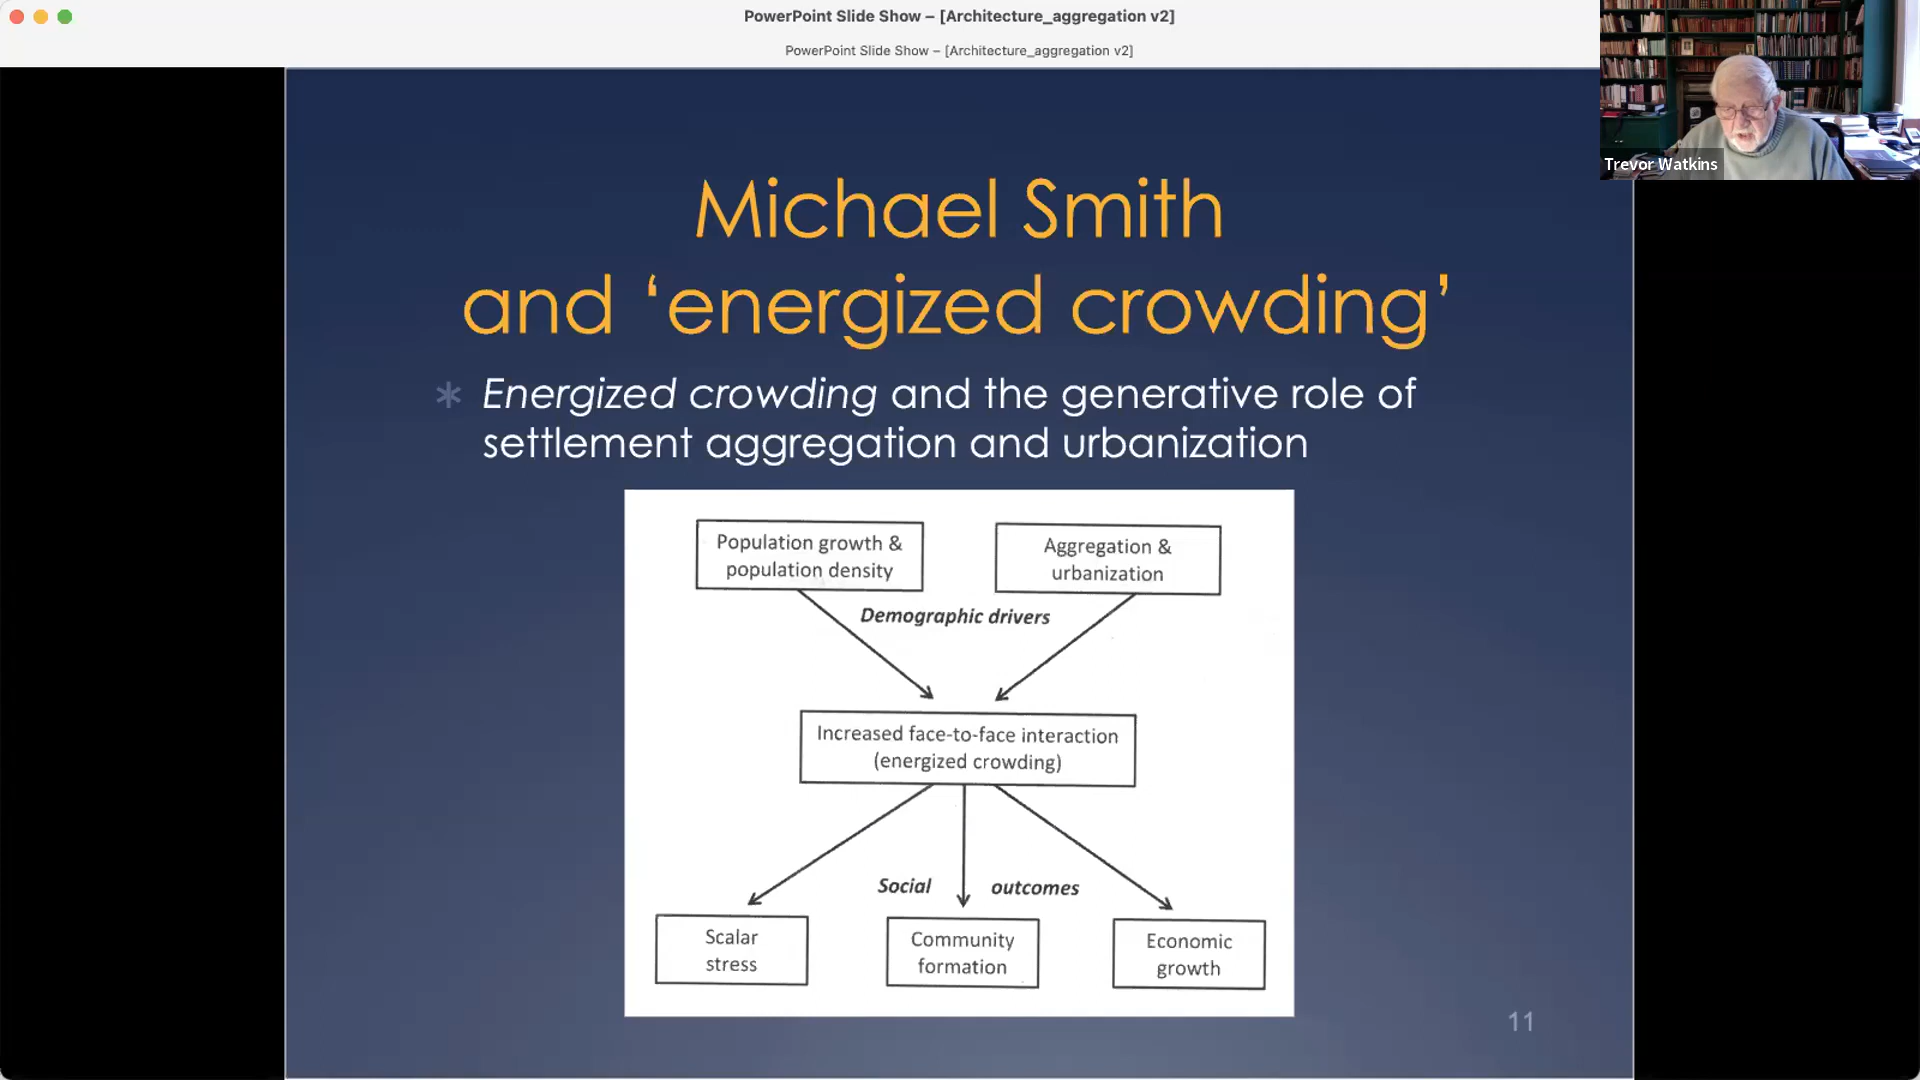 PowerPoint Slide Show – [Architecture_aggregation v2]
PowerPoint Slide Show – [Architecture_aggregation v2]
Trevor Watkins
Michael Smith
and ‘energized crowding’
* Energized crowding and the generative role of
settlement aggregation and urbanization
Population growth &
population density
Aggregation &
urbanization
Demographic drivers
Increased face-to-face interaction
(energized crowding)
Social outcomes
Scalar
stress
Community
formation
Economic
growth
11